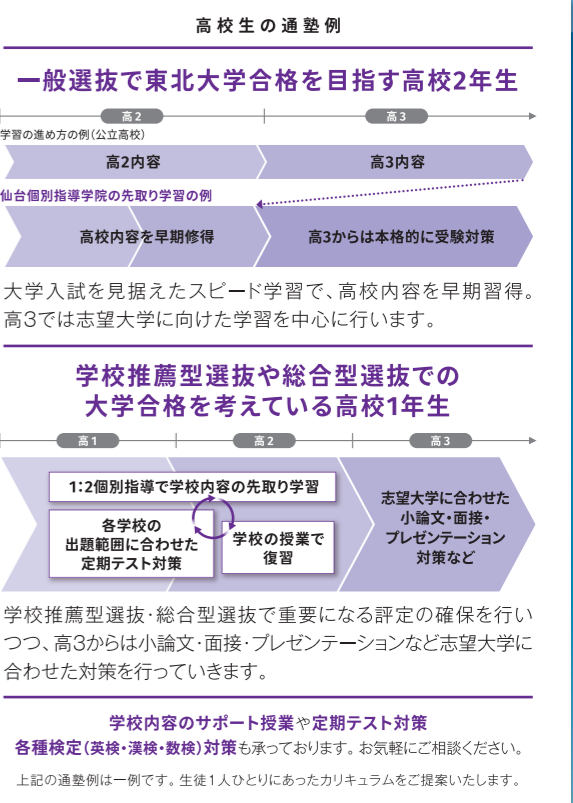 高校生の通塾例
一般選抜で東北大学合格を目指す高校2年生
高2
高3
学習の進め方の例(公立高校)
高2内容
高3内容
仙台個別指導学院の先取り学習の例
高校内容を早期修得
高3からは本格的に受験対策
大学入試を見据えたスピード学習で、高校内容を早期習得。
高3では志望大学に向けた学習を中心に行います。
学校推薦型選抜や総合型選抜での
大学合格を考えている高校1年生
高1
高2
高3
1:2個別指導で学校内容の先取り学習
各学校の
出題範囲に合わせた
定期テスト対策
学校の授業で
復習
志望大学に合わせた
小論文・面接・
プレゼンテーション
対策など
学校推薦型選抜・総合型選抜で重要になる評定の確保を行い
つつ、高3からは小論文・面接・プレゼンテーションなど志望大学に
合わせた対策を行っていきます。
学校内容のサポート授業や定期テスト対策
各種検定(英検・漢検・数検)対策も承っております。お気軽にご相談ください。
上記の通塾例は一例です。生徒1人ひとりにあったカリキュラムをご提案いたします。